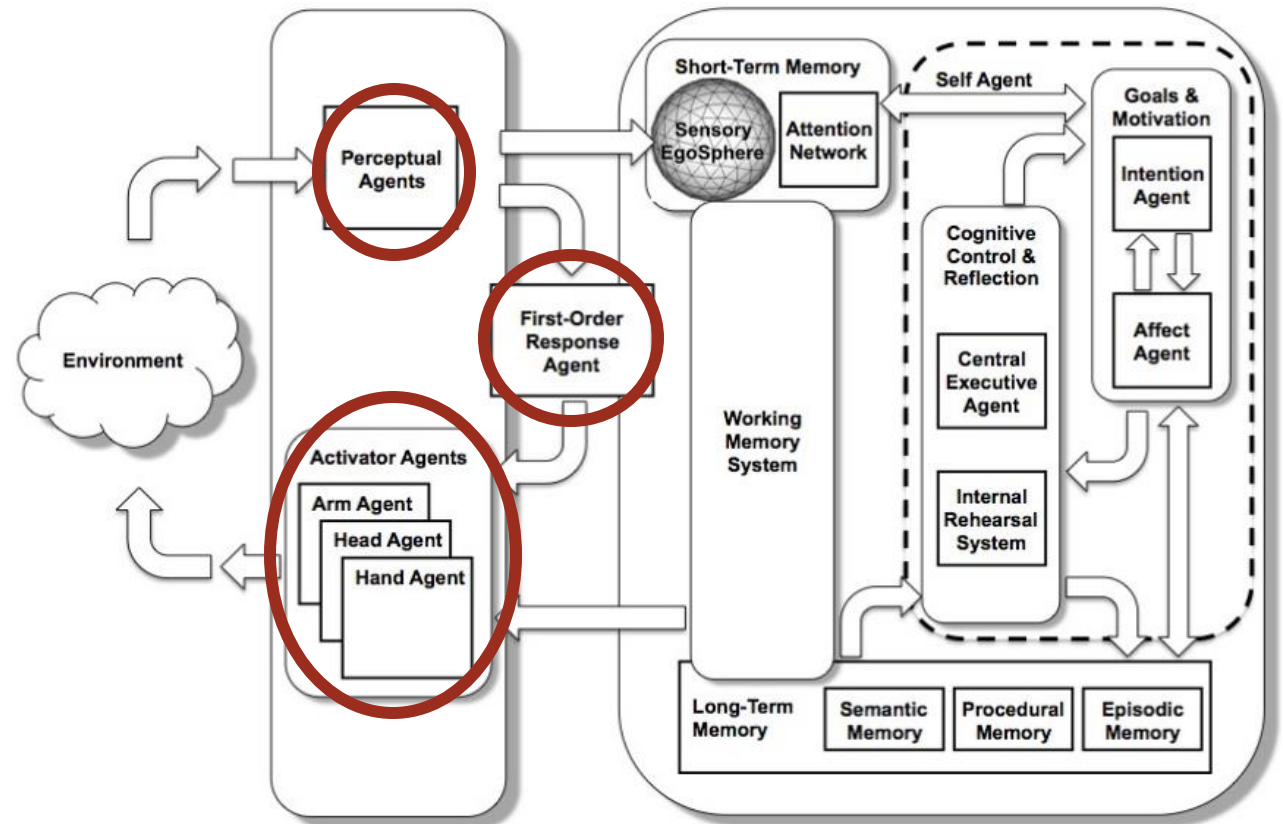 Short-Term Memory
Sensory
EgoSphere
Attention
Network
Self Agent
Goals &
Motivation
Intention
Agent
Affect
Agent
Perceptual
Agents
First-Order
Response
Agent
Environment
Cognitive
Control &
Reflection
Central
Executive
Agent
Internal
Rehearsal
System
Working
Memory
System
Activator Agents
Arm Agent
Head Agent
Hand Agent
Long-Term
Memory
Semantic
Memory
Procedural
Memory
Episodic
Memory